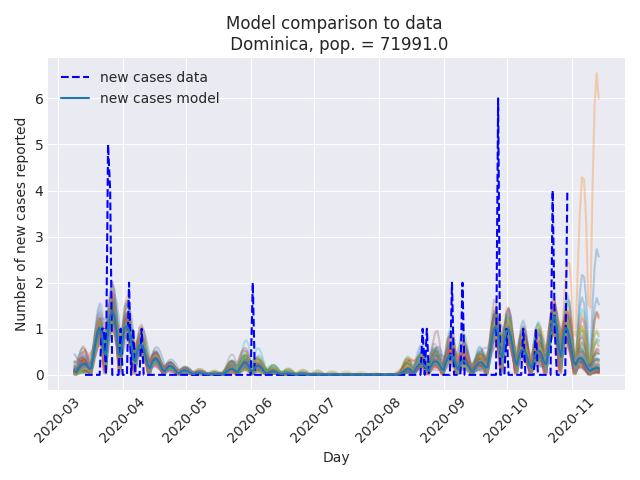 Model comparison to data
Dominica, pop. = 71991.0
new cases data
new cases model
Number of new cases reported
6
5
4
3
2
1
0
2020-03
2020-04
2020-05
2020-06
2020-07
2020-08
2020-09
2020-10
2020-11
Day